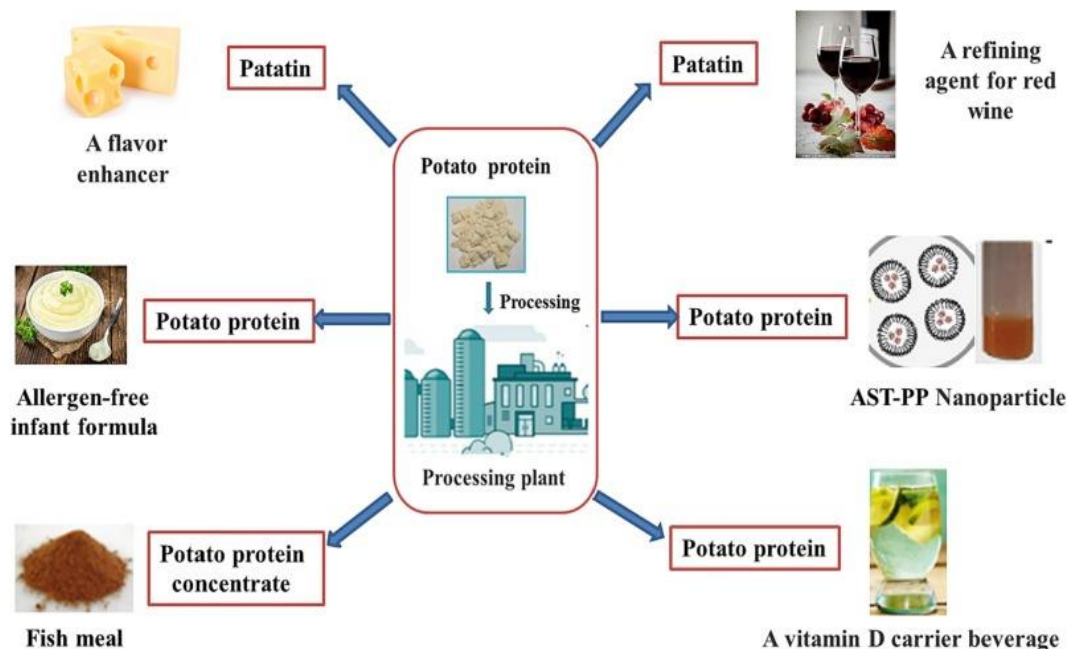 Patatin
A flavor
enhancer
Patatin
A refining
agent for red
wine
Potato protein
Processing
Processing plant
Potato protein
Allergen-free
infant formula
Potato protein
AST-PP Nanoparticle
Potato protein
concentrate
Fish meal
Potato protein
A vitamin D carrier beverage